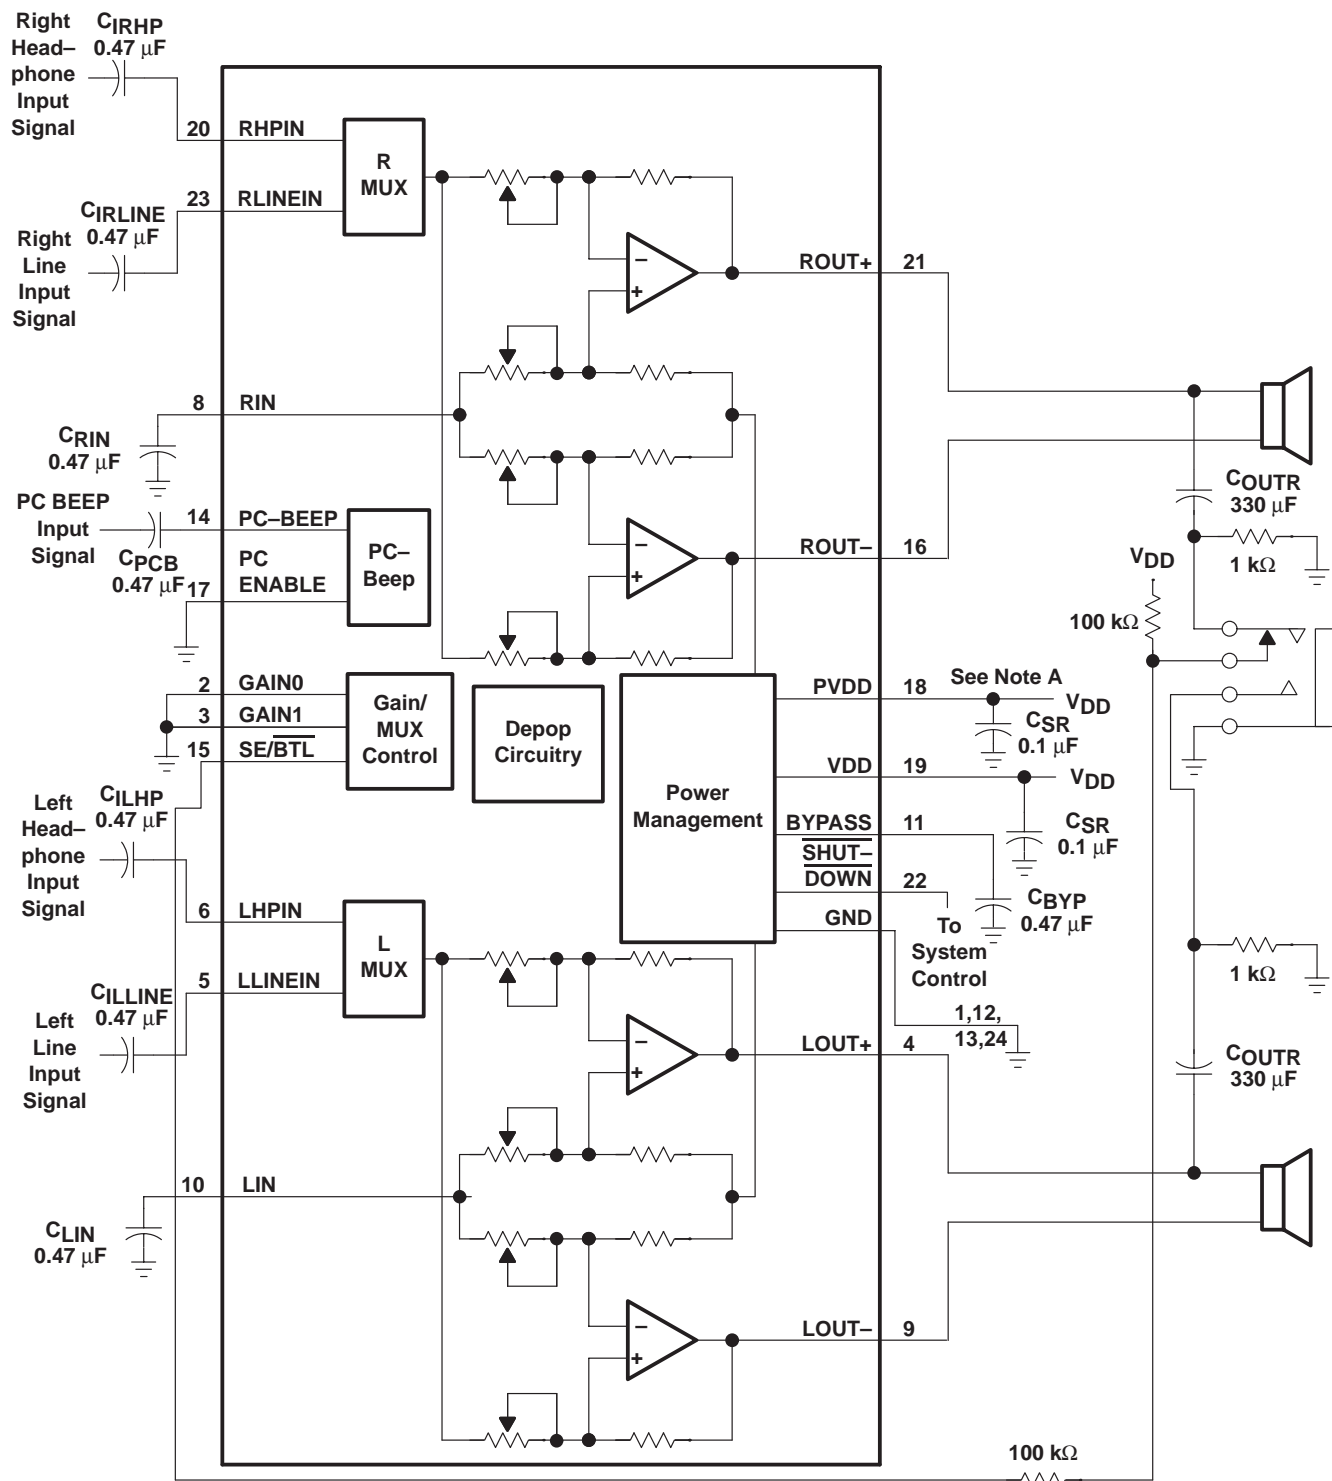 Right
Head–
phone
Input
Signal
CIRHP
0.47 μF
20
RHPIN
R
MUX
23
RLINEIN
CIRLINE
0.47 μF
Right
Line
Input
Signal
ROUT+
21
8
RIN
CRIN
0.47 μF
COUTR
330 μF
1 kΩ
PC BEEP
Input
Signal
14
PC–BEEP
CPCB
0.47 μF
17
PC
ENABLE
PC–
Beep
ROUT–
16
VDD
100 kΩ
2
GAIN0
3
GAIN1
15
SE/BTL
Gain/
MUX
Control
Depop
Circuitry
Power
Management
PVDD
18
See Note A
VDD
CSR
0.1 μF
VDD
19
VDD
CSR
0.1 μF
BYPASS
11
SHUT–
DOWN
22
CBYP
0.47 μF
GND
To
System
Control
1,12,
13,24
CILHP
0.47 μF
Left
Head–
phone
Input
Signal
6
LHPIN
L
MUX
5
LLINEIN
CILLINE
0.47 μF
Left
Line
Input
Signal
1 kΩ
LOUT+
4
COUTR
330 μF
10
LIN
CLIN
0.47 μF
LOUT–
9
100 kΩ